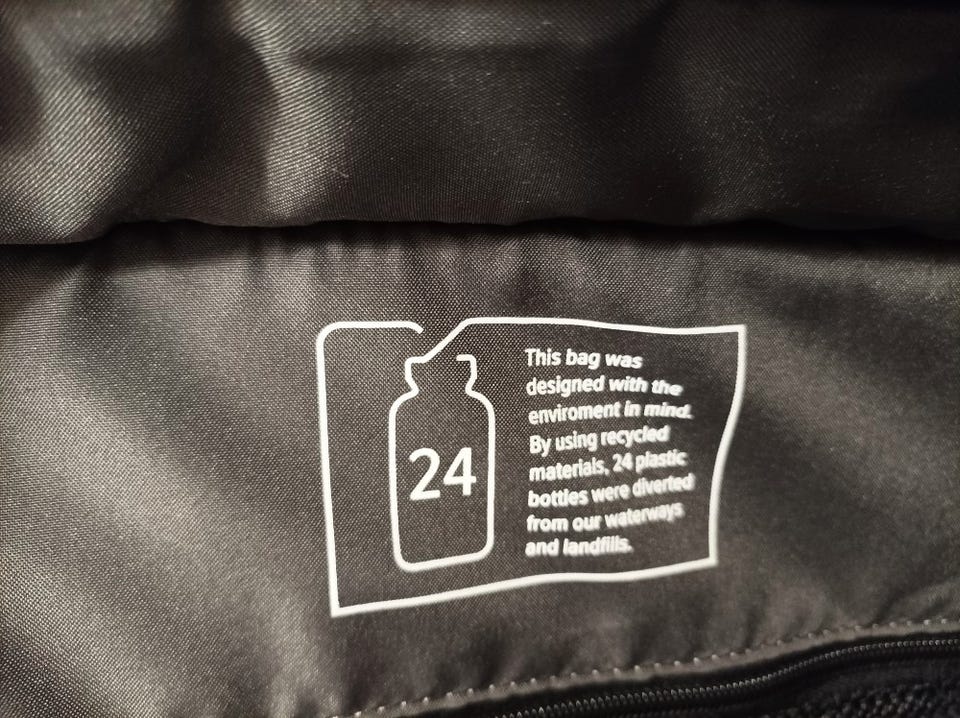 24
This bag was
designed with the
enviroment in mind.
By using recycled
materials, 24 plastic
bottles were diverted
from our waterways
and landfills.